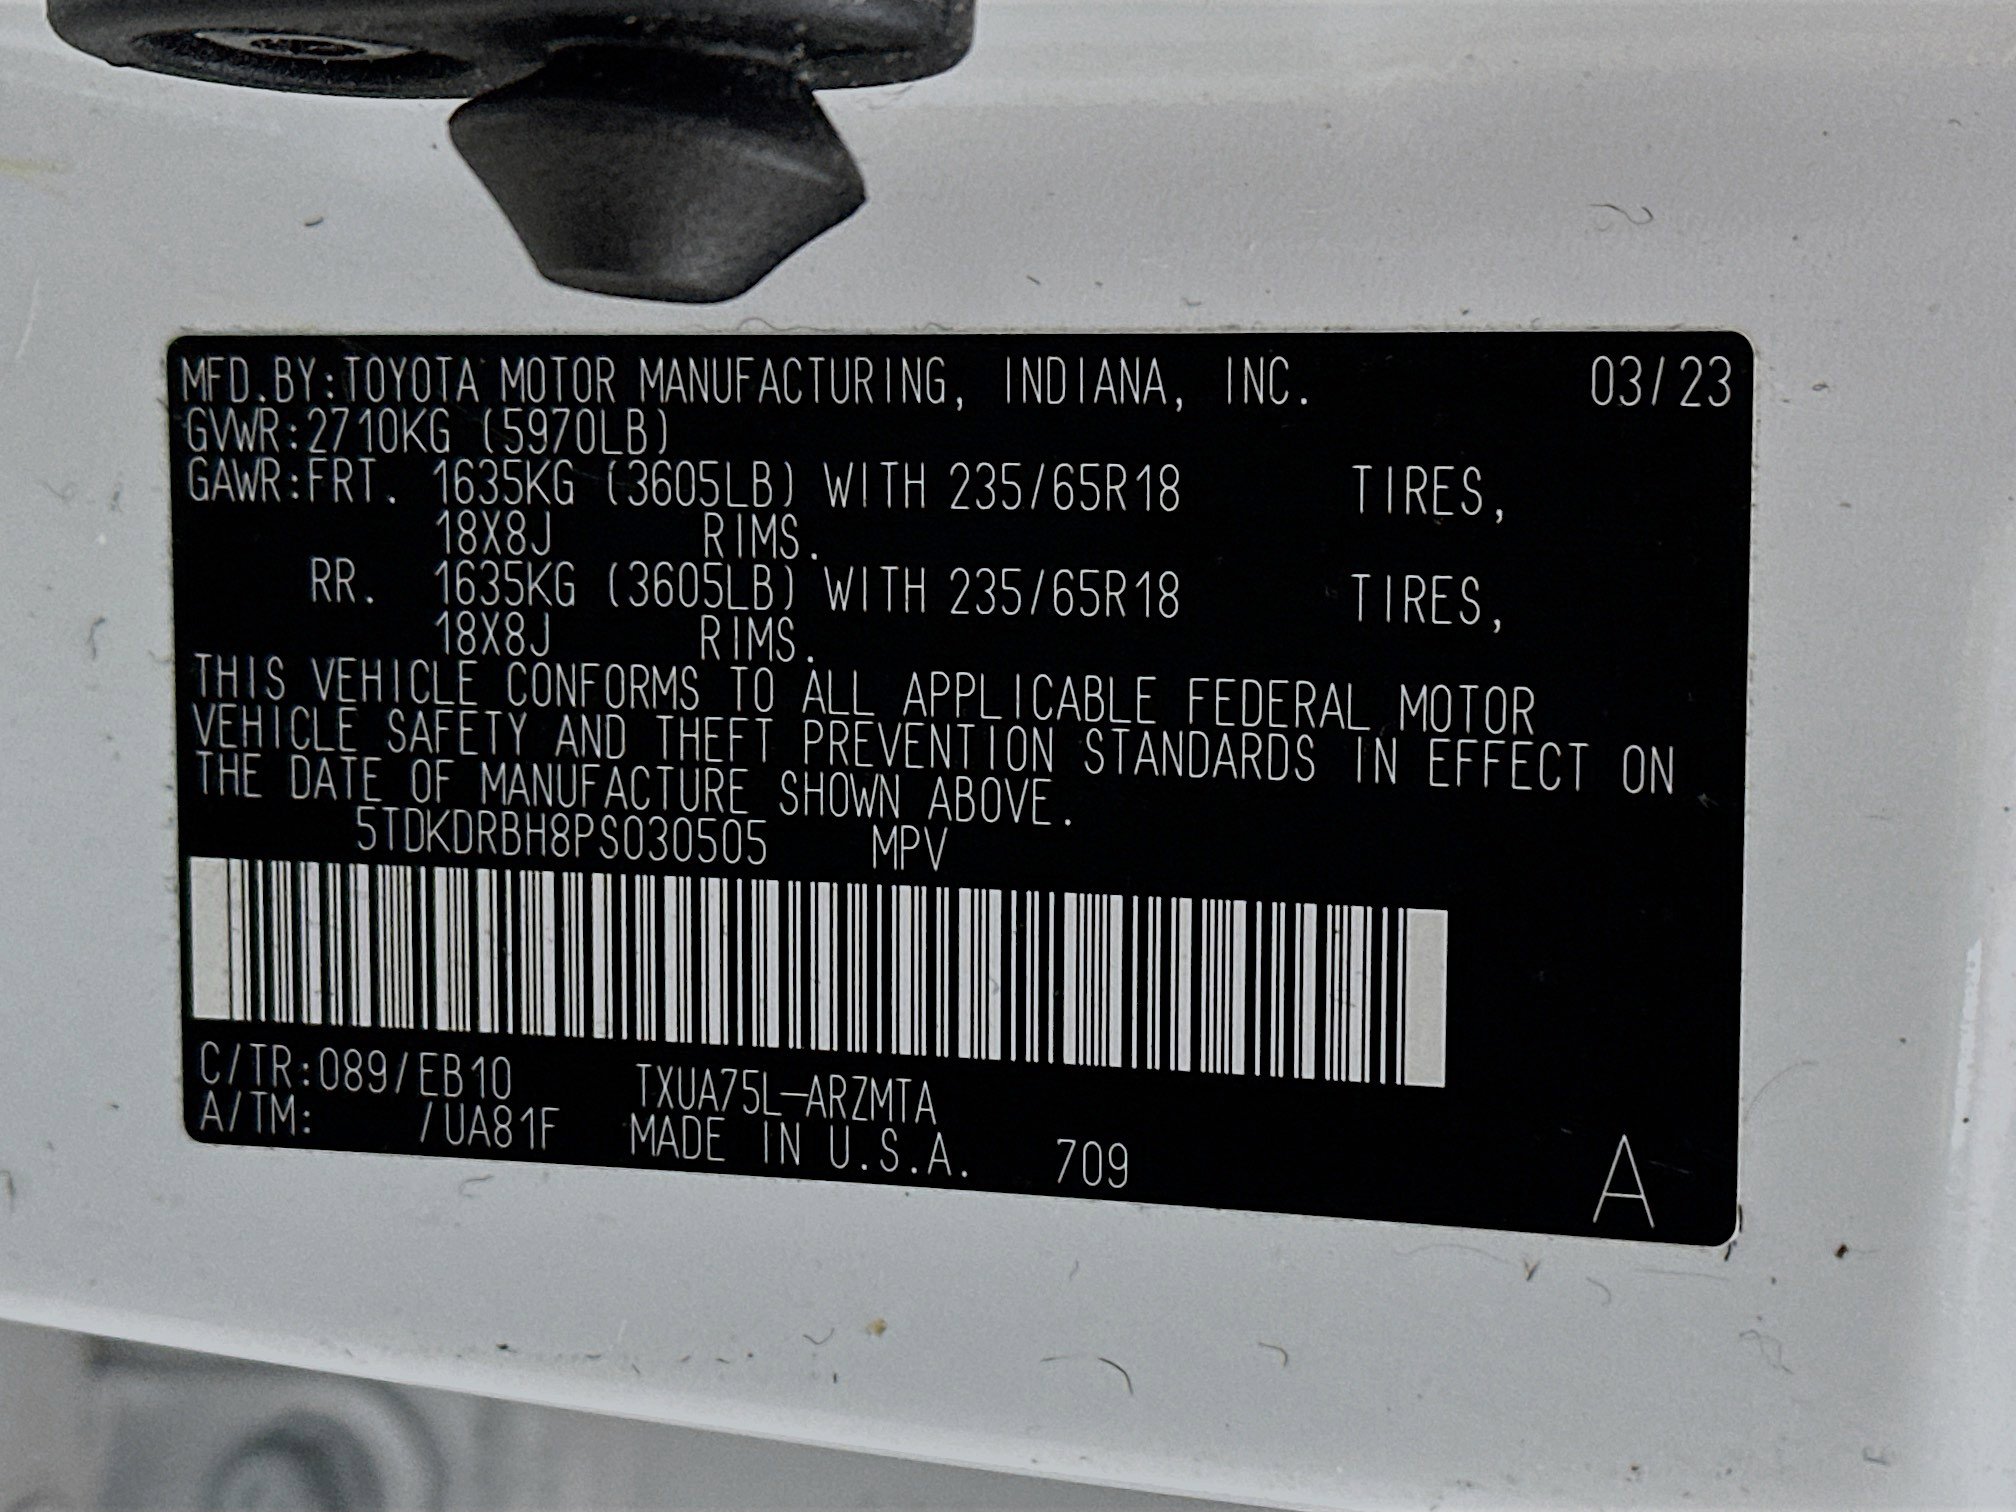 MFD.BY:TOYOTA MOTOR MANUFACTURING, INDIANA, INC. 03/23
GVWR:2710KG (5970LB)
GAWR:FRT. 1635KG (3605LB) WITH 235/65R18 TIRES,
18X8J RIMS.
RR. 1635KG (3605LB) WITH 235/65R18 TIRES,
18X8J RIMS.
THIS VEHICLE CONFORMS TO ALL APPLICABLE FEDERAL MOTOR
VEHICLE SAFETY AND THEFT PREVENTION STANDARDS IN EFFECT ON
THE DATE OF MANUFACTURE SHOWN ABOVE.
5TDKDRBH8PS030505 MPV
C/TR:089/EB10 TXUA75L-ARZMTA
A/TM: /UA81F MADE IN U.S.A. 709 A